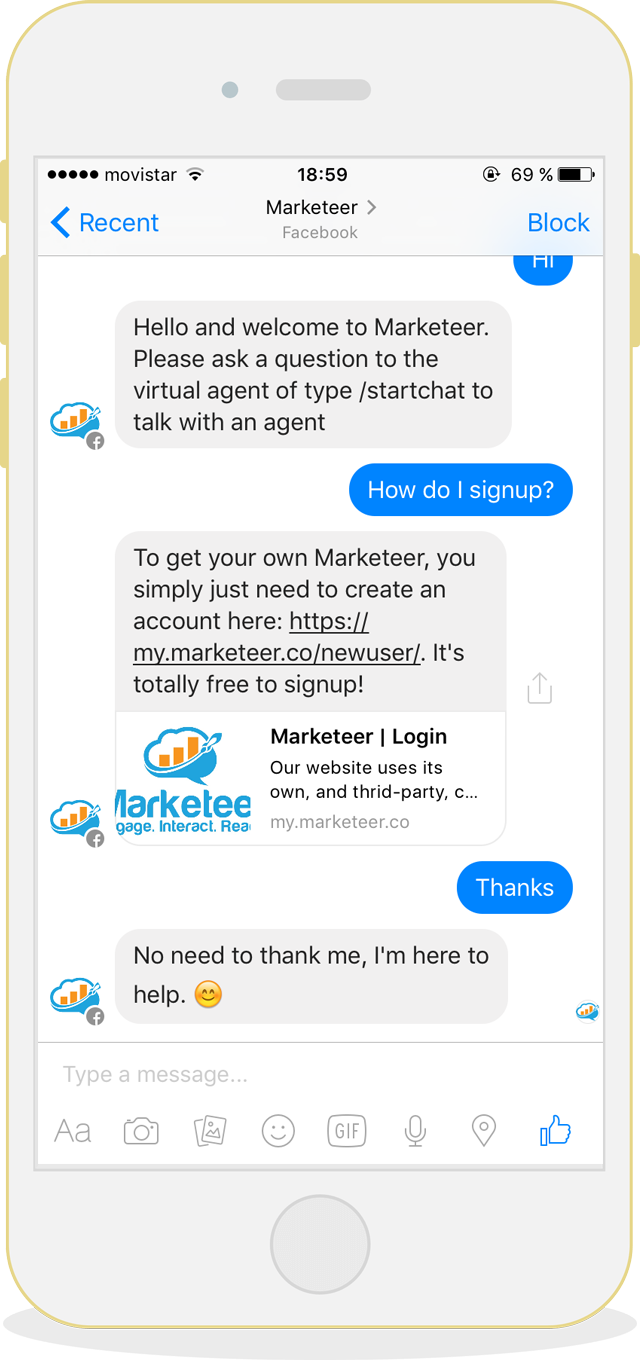 movistar 18:59 69 %
Recent Marketeer Block
Facebook
Hi
Hello and welcome to Marketeer.
Please ask a question to the
virtual agent of type /startchat to
talk with an agent
How do I signup?
To get your own Marketeer, you
simply just need to create an
account here: https://
my.marketeer.co/newuser/. It's
totally free to signup!
Marketeer | Login
Our website uses its
own, and thrid-party, c...
my.marketeer.co
Marketee
gage. Interact. Rea
Thanks
No need to thank me, I'm here to
help. 😊
Type a message...
Aa GIF